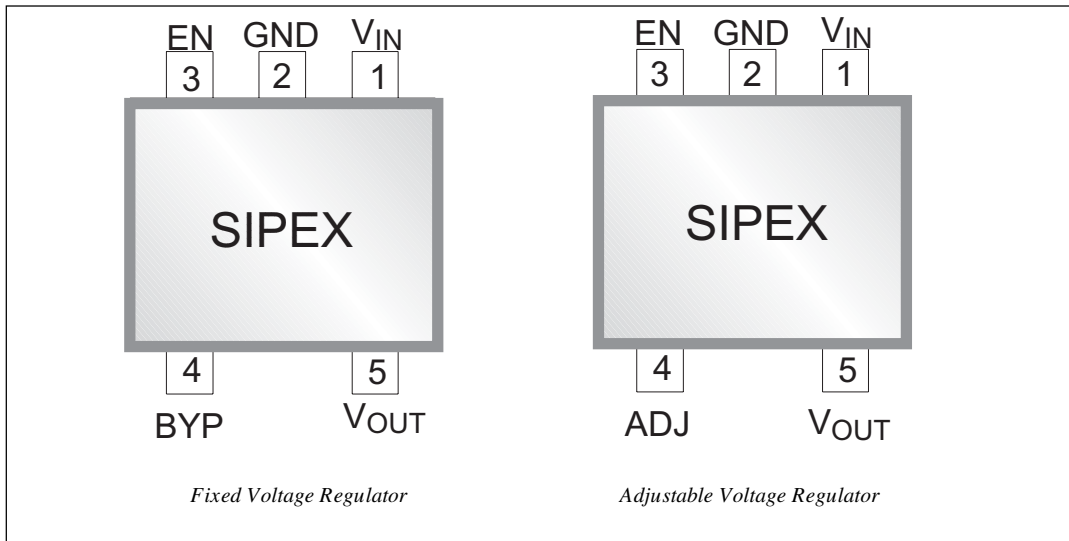 EN GND VIN
3 2 1
SIPEX
4 5
BYP VOUT
Fixed Voltage Regulator
EN GND VIN
3 2 1
SIPEX
4 5
ADJ VOUT
Adjustable Voltage Regulator